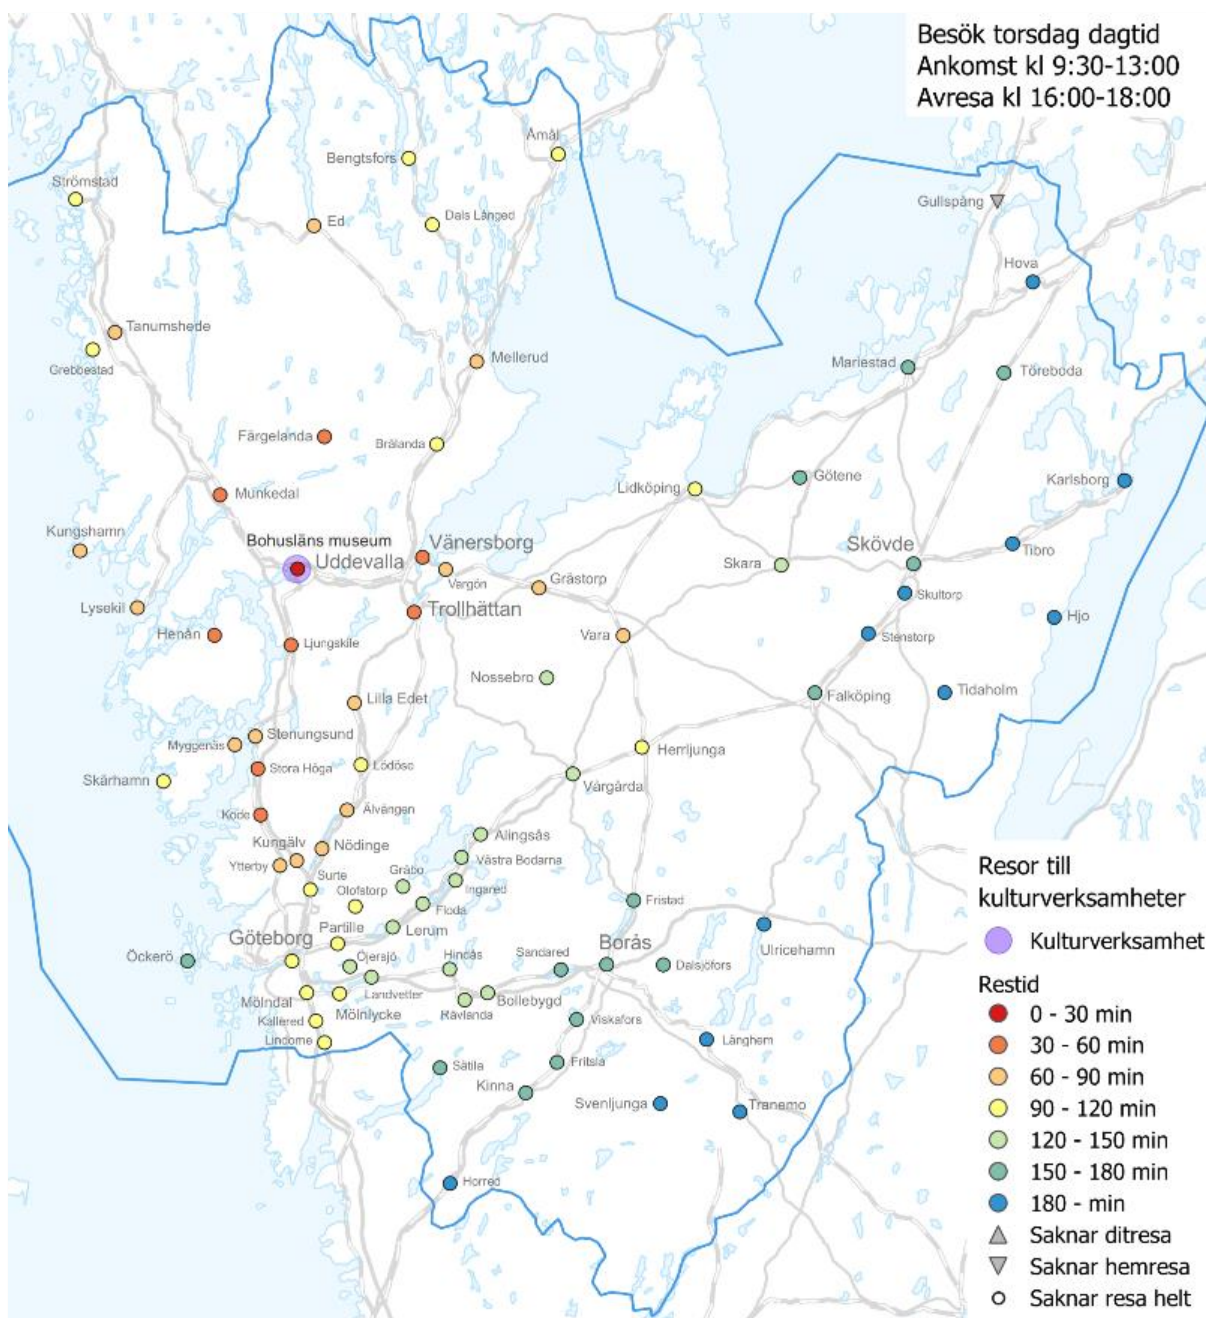 Besök torsdag dagtid
Ankomst kl 9:30-13:00
Avresa kl 16:00-18:00
Åmål
Bengtsfors
Strömstad
Gullspång
Ed
Dals Långed
Hova
Tanumshede
Mellerud
Grebbestad
Mariestad
Töreboda
Färgelanda
Brålanda
Götene
Karlsborg
Lidköping
Munkedal
Kungshamn
Bohusläns museum
Uddevalla
Vänersborg
Skövde
Tibro
Skara
Vargön
Grästorp
Skultorp
Lysekil
Trollhättan
Hjo
Henån
Ljungskile
Vara
Stenstorp
Nossebro
Lilla Edet
Falköping
Tidaholm
Stenungsund
Myggenäs
Herrljunga
Stora Höga
Lödöse
Skärhamn
Vårgårda
Kode
Älvängen
Alingsås
Kungälv
Nödinge
Västra Bodarna
Ytterby
Surte
Gråbo
Ingared
Olofstorp
Floda
Fristad
Partille
Lerum
Göteborg
Borås
Ulricehamn
Öckerö
Öjersjö
Hindås
Sandared
Dalsjöfors
Landvetter
Mölndal
Mölnlycke
Rävlanda
Bollebygd
Kållered
Viskafors
Lindome
Länghem
Sätila
Fritsla
Kinna
Svenljunga
Tranemo
Horred
Resor till
kulturverksamheter
Kulturverksamhet
Restid
0 - 30 min
30 - 60 min
60 - 90 min
90 - 120 min
120 - 150 min
150 - 180 min
180 - min
Saknar ditresa
Saknar hemresa
Saknar resa helt